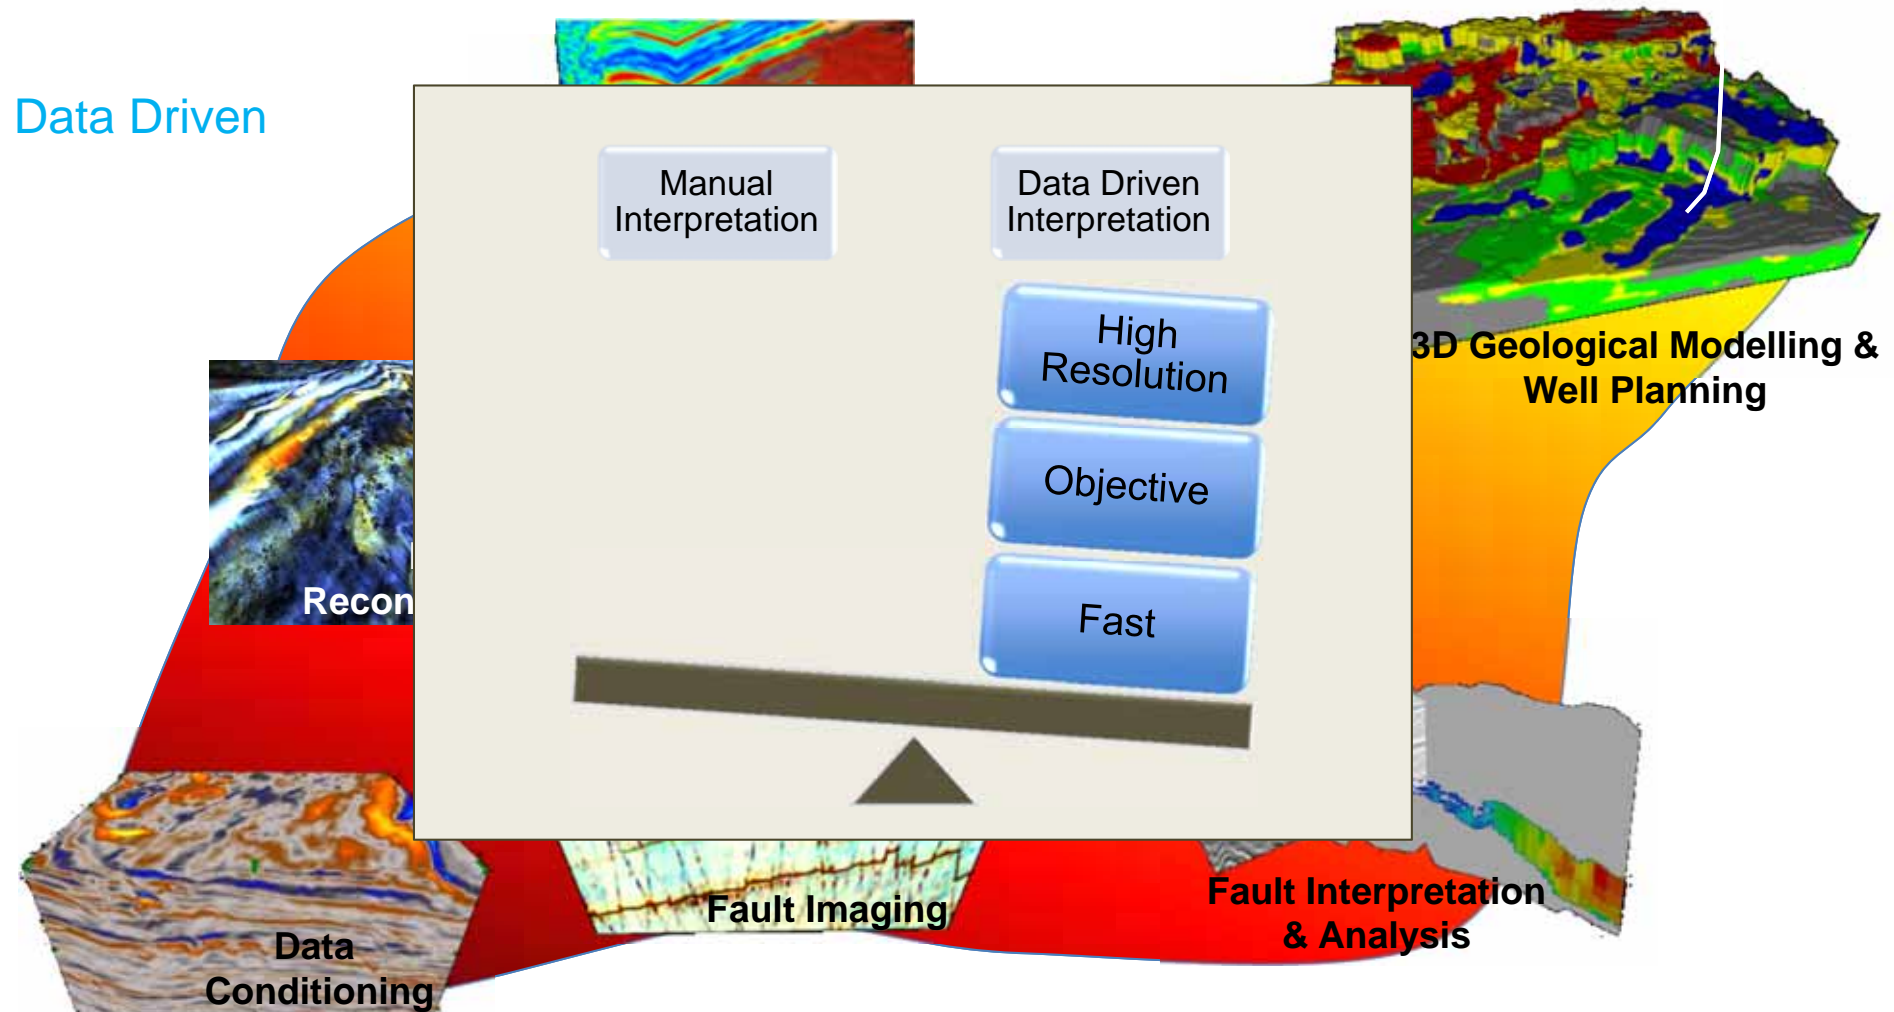 Data Driven
Manual
Interpretation
Data Driven
Interpretation
High
Resolution
Objective
Fast
3D Geological Modelling &
Well Planning
Recon
Fault Imaging
Fault Interpretation
& Analysis
Data
Conditioning